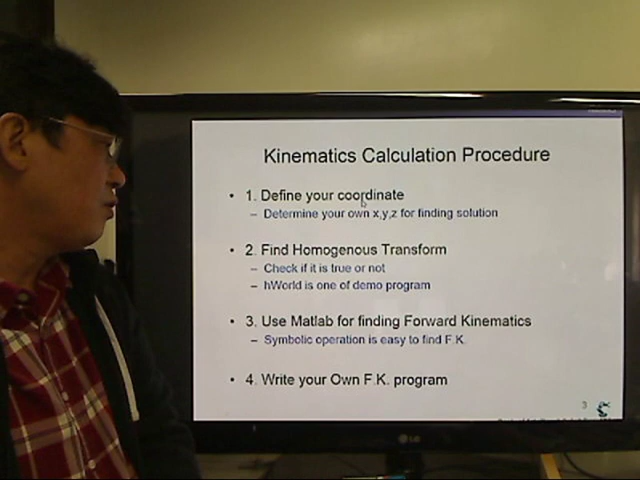 Kinematics Calculation Procedure
• 1. Define your coordinate
– Determine your own x,y,z for finding solution
• 2. Find Homogenous Transform
– Check if it is true or not
– hWorld is one of demo program
• 3. Use Matlab for finding Forward Kinematics
– Symbolic operation is easy to find F.K.
• 4. Write your Own F.K. program
3
LG